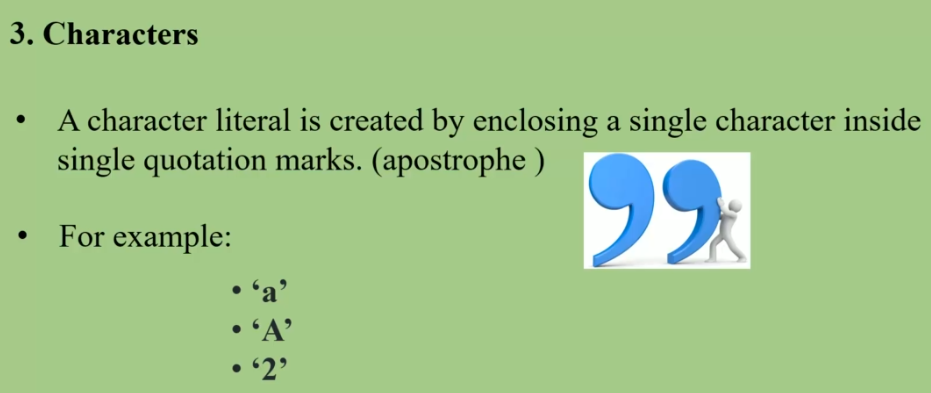 3. Characters
• A character literal is created by enclosing a single character inside
single quotation marks. (apostrophe )
• For example:
• ‘a’
• ‘A’
• ‘2’